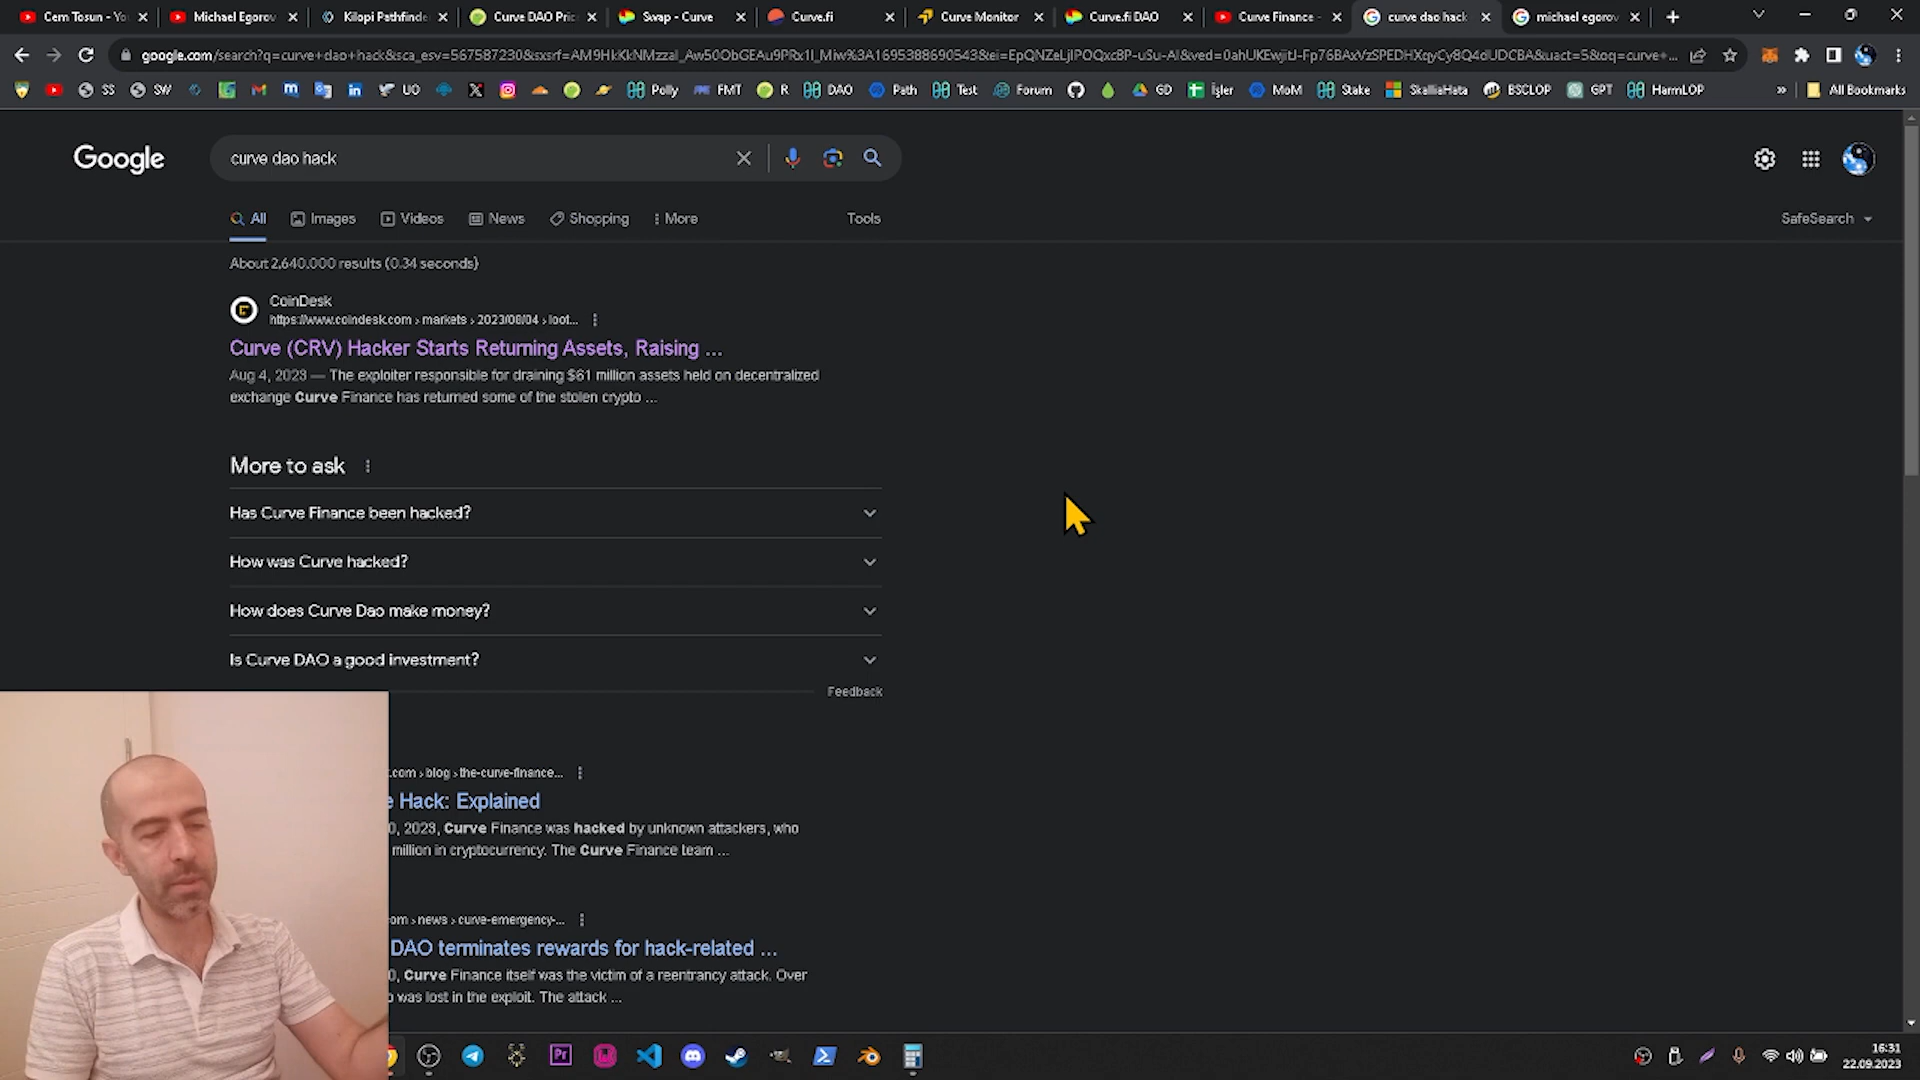 Cem Tosun - Yo
Michael Egorov
Kilopi Pathfinde
Curve DAO Pric
Swap - Curve
Curve.fi
Curve Monitor
Curve.fi DAO
Curve Finance -
curve dao hack
michael egorov
SS
SW
UO
Polly
FMT
R
DAO
Path
Test
Forum
GD
İşler
MoM
Stake
SkalliaHata
BSCLOP
GPT
HarmLOP
»
All Bookmarks
Google
curve dao hack
All
Images
Videos
News
Shopping
More
Tools
SafeSearch
About 2,640,000 results (0.34 seconds)
CoinDesk
https://www.coindesk.com › markets › 2023/08/04 › loot...
Curve (CRV) Hacker Starts Returning Assets, Raising ...
Aug 4, 2023 — The exploiter responsible for draining $61 million assets held on decentralized
exchange Curve Finance has returned some of the stolen crypto ...
More to ask
Has Curve Finance been hacked?
How was Curve hacked?
How does Curve Dao make money?
Is Curve DAO a good investment?
Feedback
.com › blog › the-curve-finance...
e Hack: Explained
0, 2023, Curve Finance was hacked by unknown attackers, who
million in cryptocurrency. The Curve Finance team ...
om › news › curve-emergency-...
DAO terminates rewards for hack-related ...
0, Curve Finance itself was the victim of a reentrancy attack. Over
was lost in the exploit. The attack ...
Pr
16:31
22.09.2023